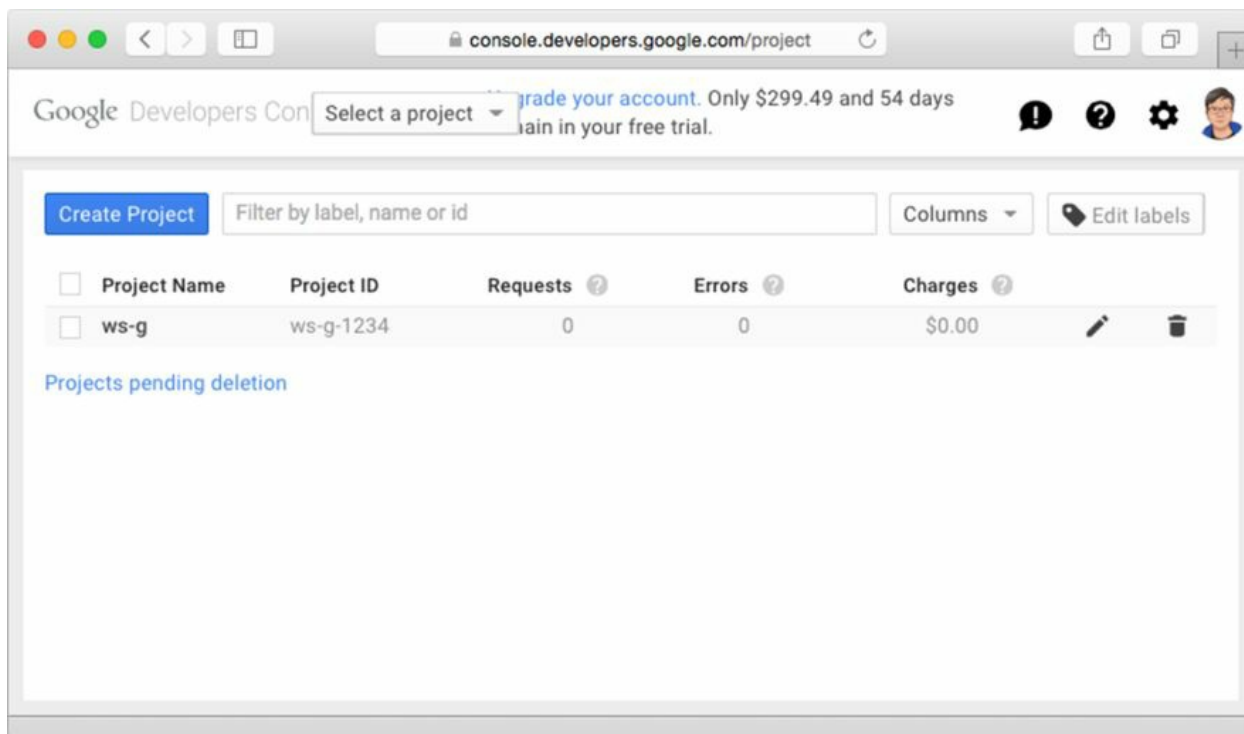 console.developers.google.com/project
Google Developers Con
Select a project
grade your account. Only $299.49 and 54 days
ain in your free trial.
Create Project
Filter by label, name or id
Columns
Edit labels
Project Name Project ID Requests Errors Charges
ws-g ws-g-1234 0 0 $0.00
Projects pending deletion